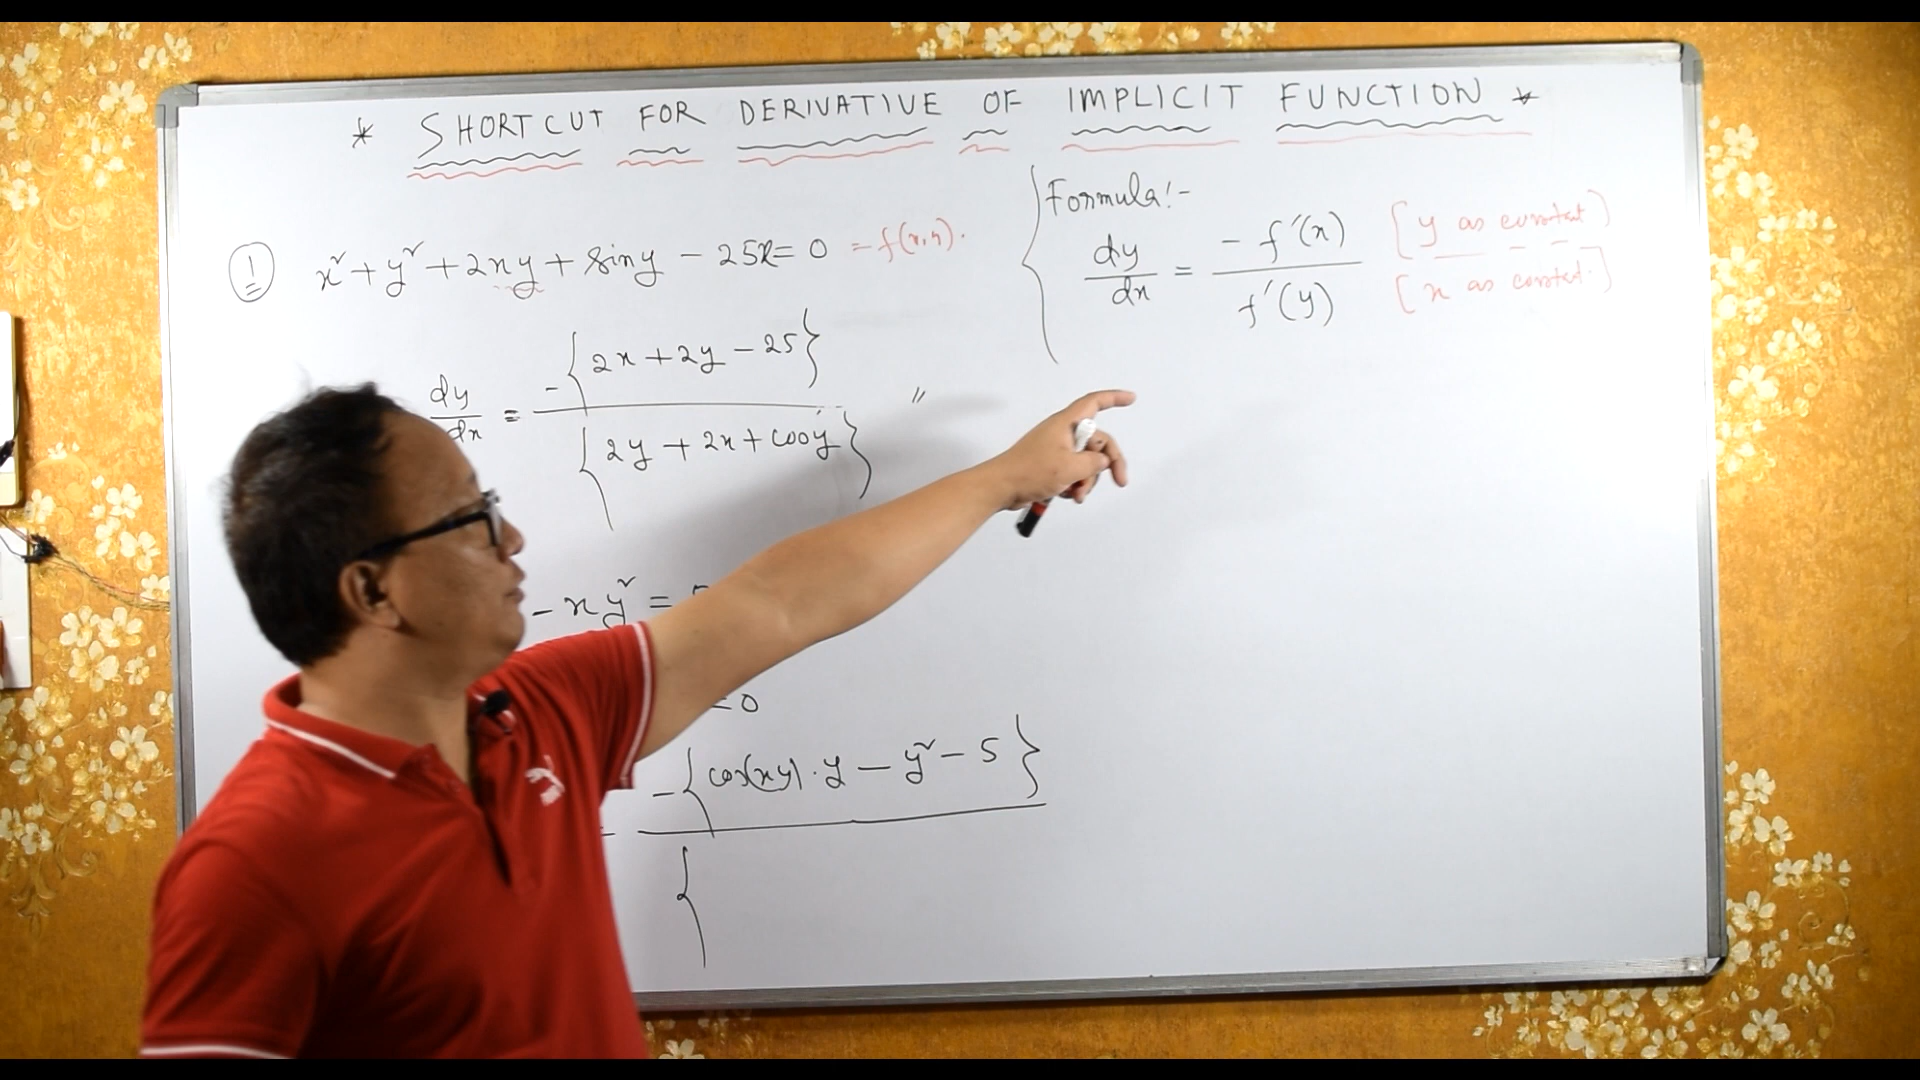 * SHORTCUT FOR DERIVATIVE OF IMPLICIT FUNCTION *
Formula:-
dy/dx = -f'(x)/f'(y) [y as constant] [x as constant.]
① x² + y² + 2xy + siny - 25x = 0 = f(x,y).
dy/dx = -{2x + 2y - 25}/{2y + 2x + cosy} "
- xy² =
= 0
-{cos(xy).y - y² - 5}
{